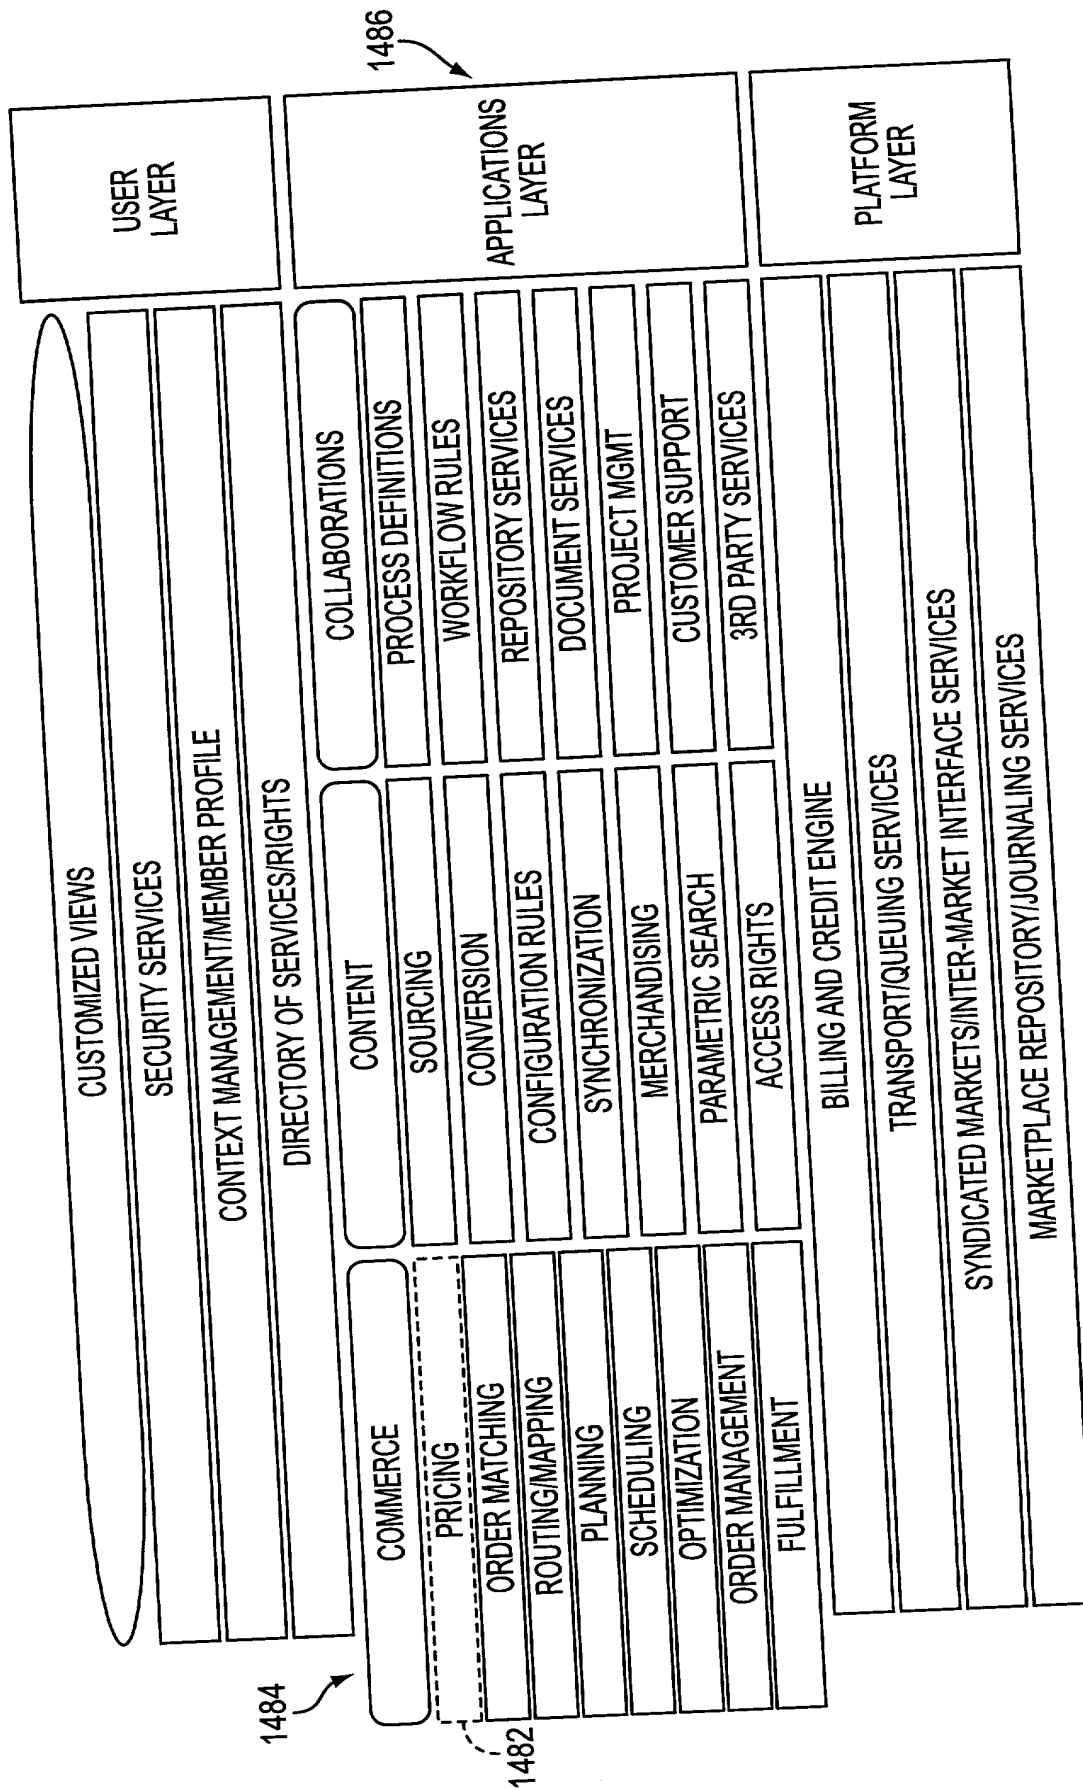 CUSTOMIZED VIEWS
SECURITY SERVICES
CONTEXT MANAGEMENT/MEMBER PROFILE
DIRECTORY OF SERVICES/RIGHTS
USER
LAYER
1484
COMMERCE
PRICING
1482
ORDER MATCHING
ROUTING/MAPPING
PLANNING
SCHEDULING
OPTIMIZATION
ORDER MANAGEMENT
FULFILLMENT
CONTENT
SOURCING
CONVERSION
CONFIGURATION RULES
SYNCHRONIZATION
MERCHANDISING
PARAMETRIC SEARCH
ACCESS RIGHTS
COLLABORATIONS
PROCESS DEFINITIONS
WORKFLOW RULES
REPOSITORY SERVICES
DOCUMENT SERVICES
PROJECT MGMT
CUSTOMER SUPPORT
3RD PARTY SERVICES
APPLICATIONS
LAYER
1486
BILLING AND CREDIT ENGINE
TRANSPORT/QUEUING SERVICES
SYNDICATED MARKETS/INTER-MARKET INTERFACE SERVICES
MARKETPLACE REPOSITORY/JOURNALING SERVICES
PLATFORM
LAYER